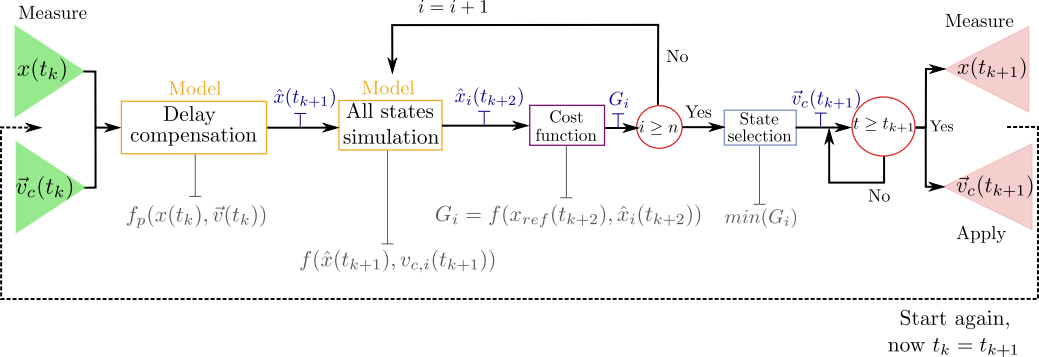 Measure
x(t_k)
v⃗_c(t_k)
Model
Delay
compensation
f_p(x(t_k), v⃗(t_k))
x̂(t_{k+1})
i = i + 1
Model
All states
simulation
f(x̂(t_{k+1}), v_{c,i}(t_{k+1}))
x̂_i(t_{k+2})
Cost
function
G_i = f(x_{ref}(t_{k+2}), x̂_i(t_{k+2}))
G_i
No
i ≥ n
Yes
State
selection
min(G_i)
v⃗_c(t_{k+1})
t ≥ t_{k+1}
Yes
No
Measure
x(t_{k+1})
v⃗_c(t_{k+1})
Apply
Start again,
now t_k = t_{k+1}